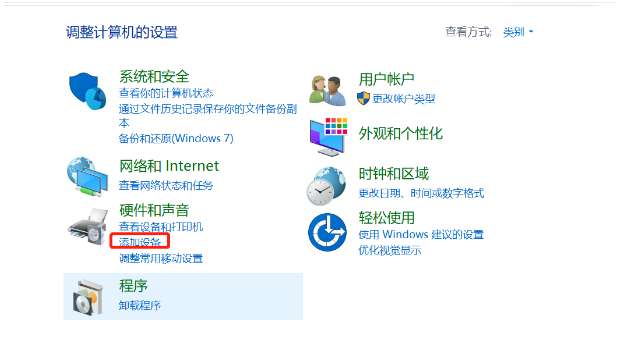 调整计算机的设置
查看方式: 类别
系统和安全
查看你的计算机状态
通过文件历史记录保存你的文件备份副
本
备份和还原(Windows 7)
网络和 Internet
查看网络状态和任务
硬件和声音
查看设备和打印机
添加设备
调整常用移动设置
程序
卸载程序
用户帐户
更改帐户类型
外观和个性化
时钟和区域
更改日期、时间或数字格式
轻松使用
使用 Windows 建议的设置
优化视觉显示